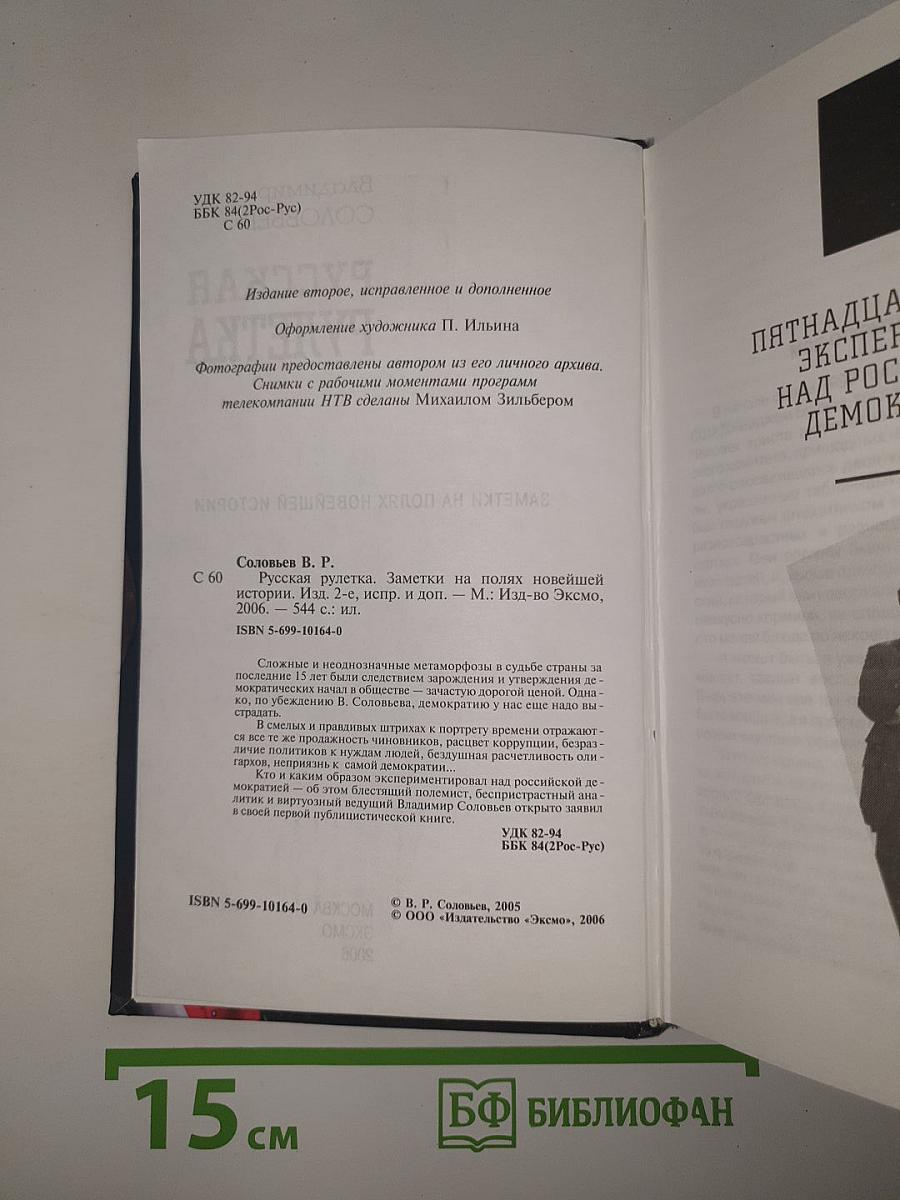 УДК 82-94
ББК 84(2Рос-Рус)
С 60
Издание второе, исправленное и дополненное
Оформление художника П. Ильина
Фотографии предоставлены автором из его личного архива.
Снимки с рабочими моментами программ
телекомпании НТВ сделаны Михаилом Зильбером
Соловьев В. Р.
С 60 Русская рулетка. Заметки на полях новейшей
истории. Изд. 2-е, испр. и доп. — М.: Изд-во Эксмо,
2006. — 544 с.: ил.
ISBN 5-699-10164-0
Сложные и неоднозначные метаморфозы в судьбе страны за
последние 15 лет были следствием зарождения и утверждения де-
мократических начал в обществе — зачастую дорогой ценой. Одна-
ко, по убеждению В. Соловьева, демократию у нас еще надо вы-
страдать.
В смелых и правдивых штрихах к портрету времени отражают-
ся все те же продажность чиновников, расцвет коррупции, безраз-
личие политиков к нуждам людей, бездушная расчетливость оли-
гархов, неприязнь к самой демократии...
Кто и каким образом экспериментировал над российской де-
мократией — об этом блестящий полемист, беспристрастный ана-
литик и виртуозный ведущий Владимир Соловьев открыто заявил
в своей первой публицистической книге.
УДК 82-94
ББК 84(2Рос-Рус)
ISBN 5-699-10164-0
© В. Р. Соловьев, 2005
© ООО «Издательство «Эксмо», 2006
ПЯТНАДЦА
ЭКСПЕР
НАД РОС
ДЕМОК
15 см
БФ БИБЛИОФАН